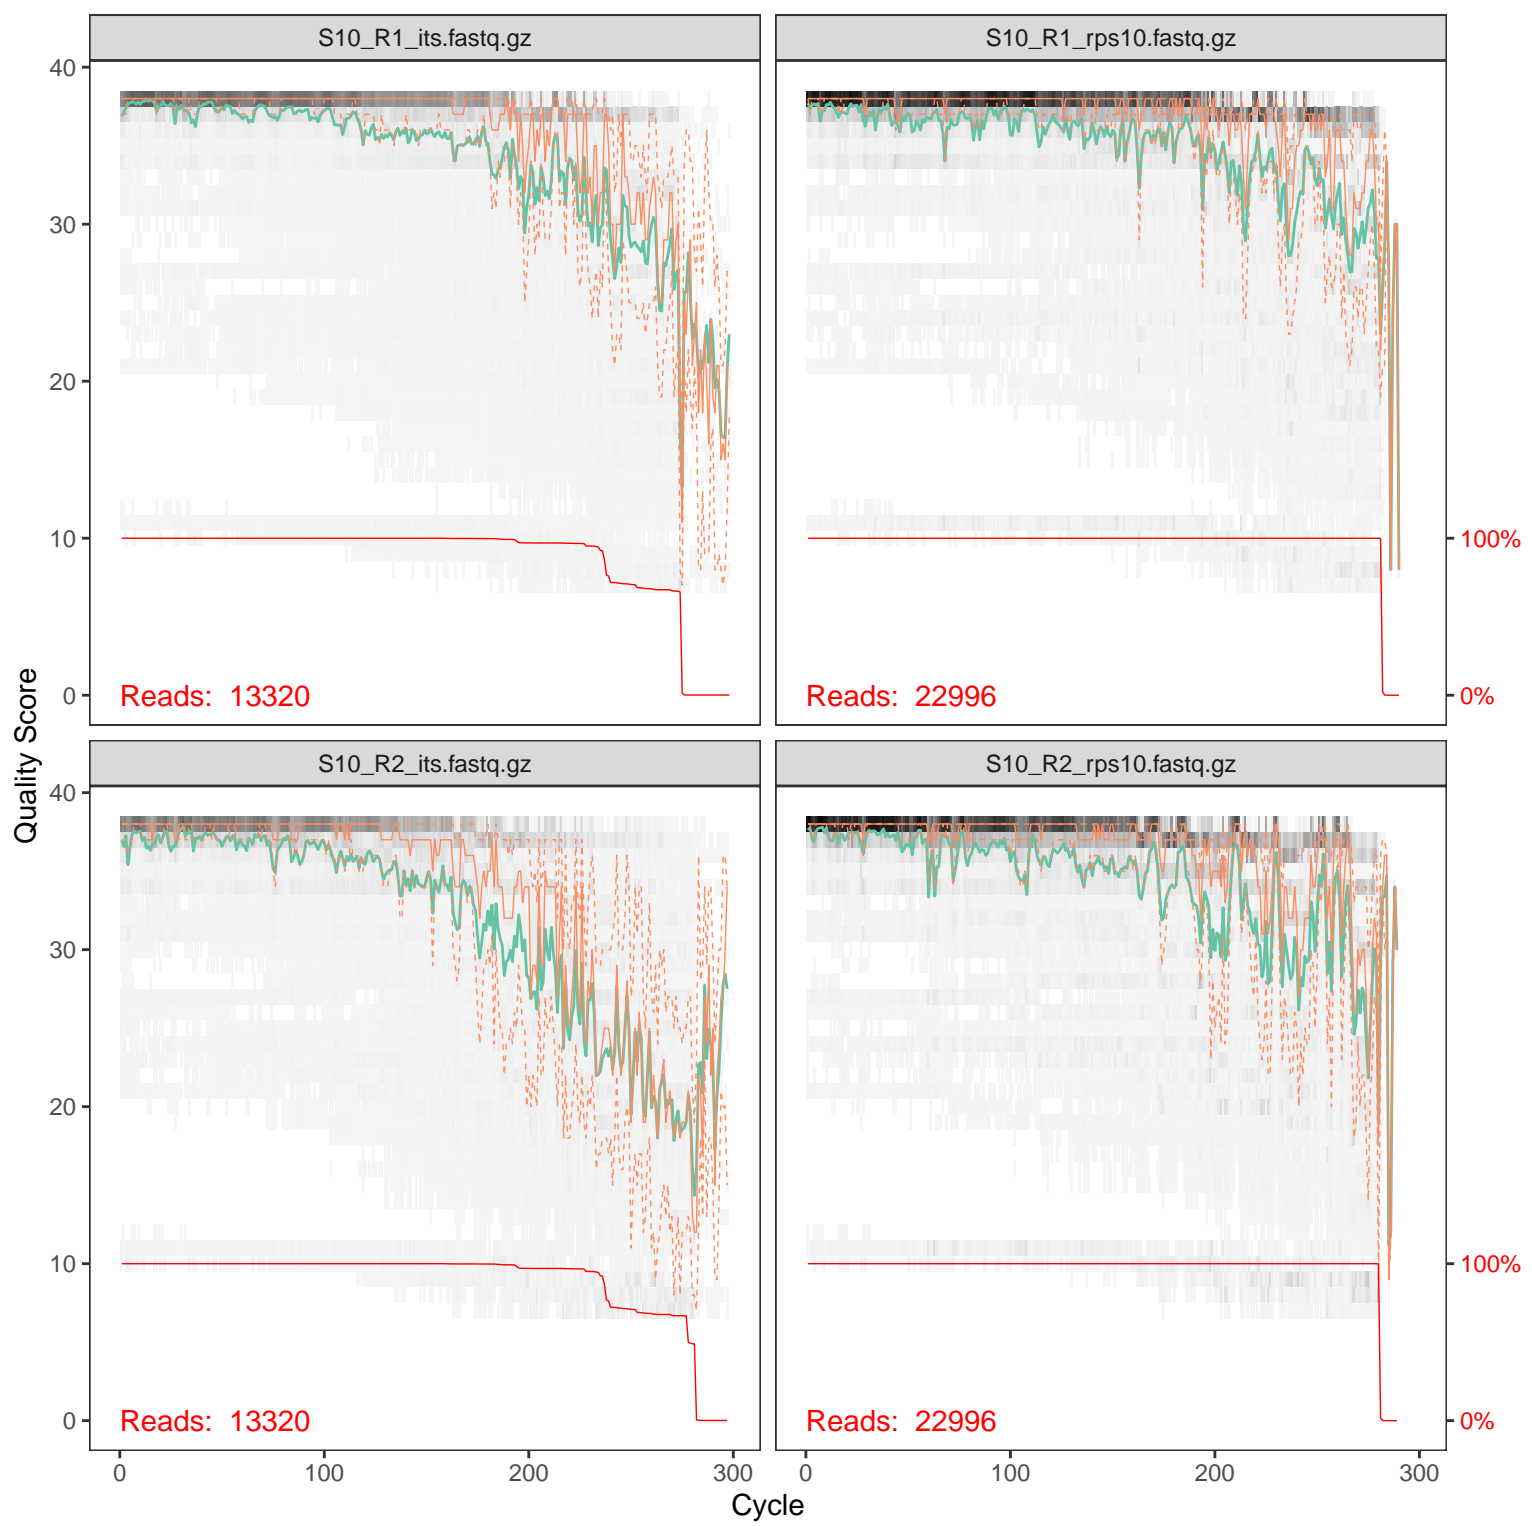 S10_R1_its.fastq.gz
S10_R1_rps10.fastq.gz
40
30
20
10
0
100%
0%
Reads: 13320
Reads: 22996
Quality Score
S10_R2_its.fastq.gz
S10_R2_rps10.fastq.gz
40
30
20
10
0
100%
0%
Reads: 13320
Reads: 22996
0 100 200 300 0 100 200 300
Cycle